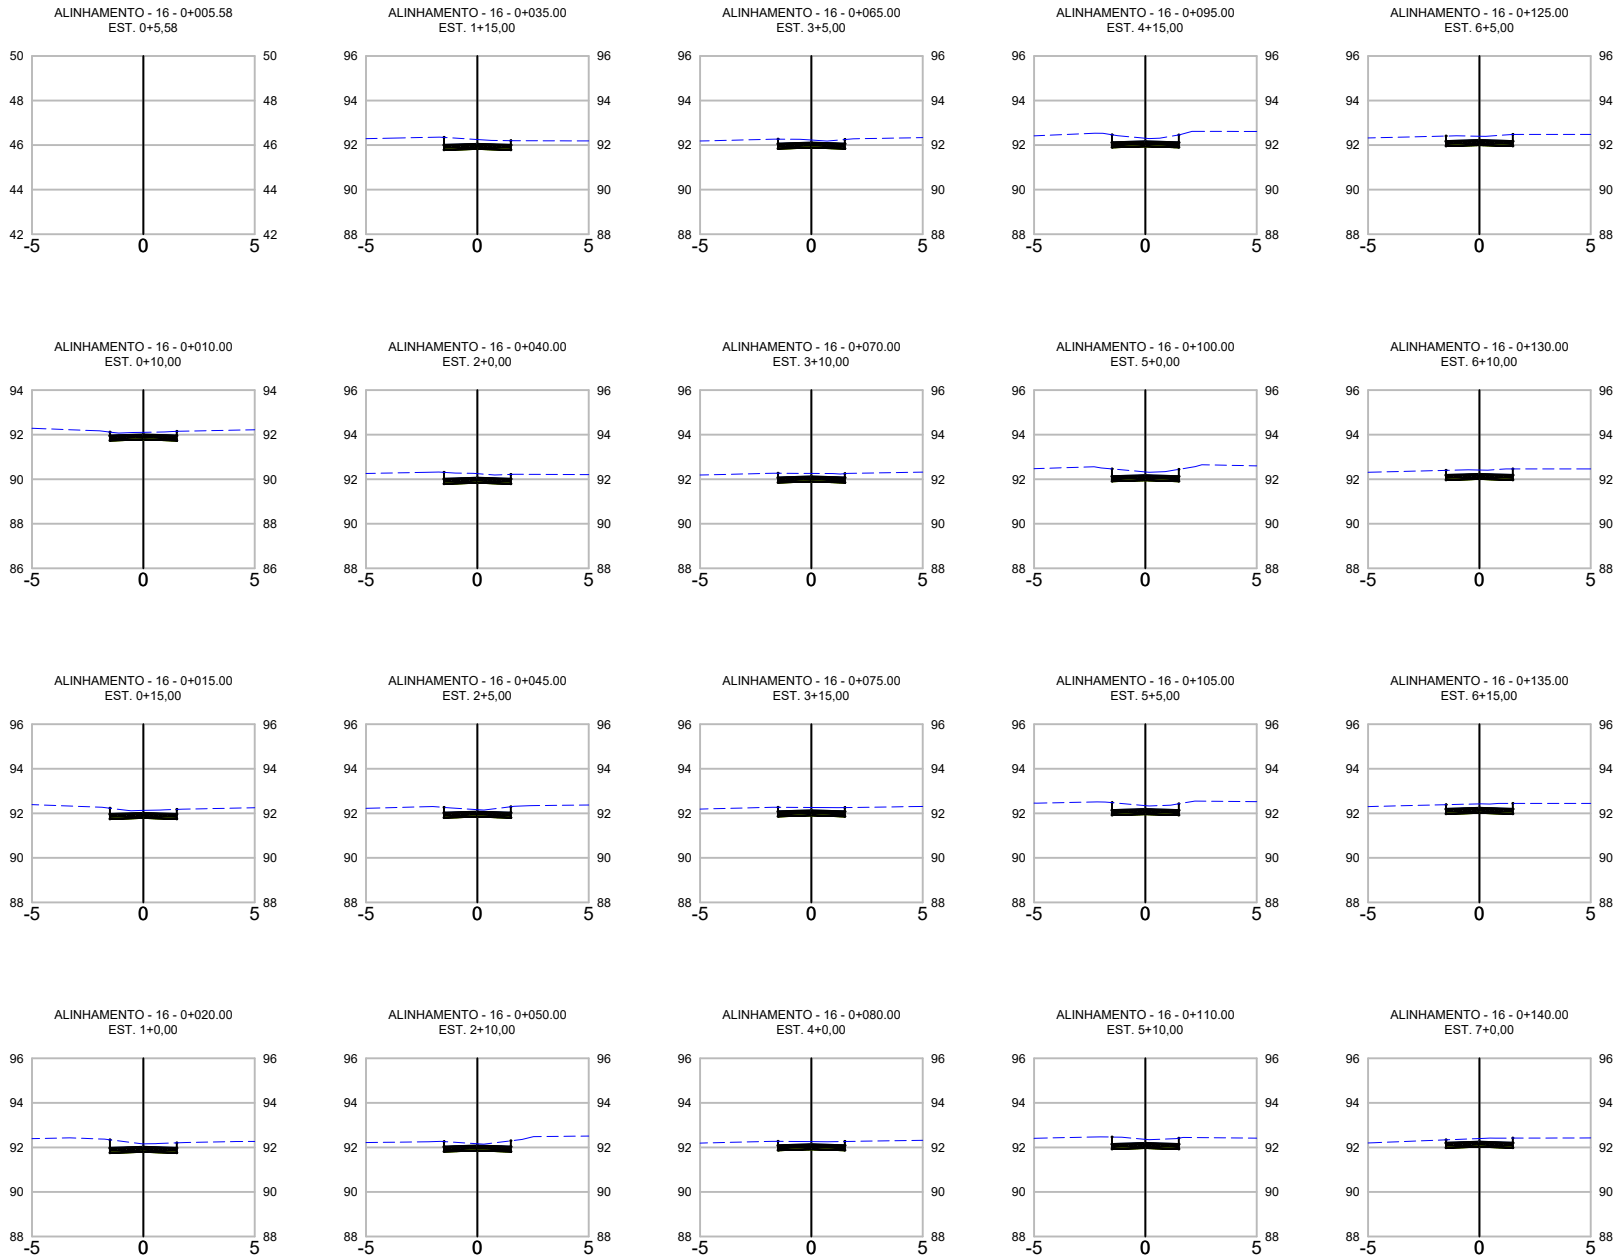 ALINHAMENTO - 16 - 0+005.58
EST. 0+5,58
50 50
48 48
46 46
44 44
42 42
-5 0 5
ALINHAMENTO - 16 - 0+035.00
EST. 1+15,00
96 96
94 94
92 92
90 90
88 88
-5 0 5
ALINHAMENTO - 16 - 0+065.00
EST. 3+5,00
96 96
94 94
92 92
90 90
88 88
-5 0 5
ALINHAMENTO - 16 - 0+095.00
EST. 4+15,00
96 96
94 94
92 92
90 90
88 88
-5 0 5
ALINHAMENTO - 16 - 0+125.00
EST. 6+5,00
96 96
94 94
92 92
90 90
88 88
-5 0 5
ALINHAMENTO - 16 - 0+010.00
EST. 0+10,00
94 94
92 92
90 90
88 88
86 86
-5 0 5
ALINHAMENTO - 16 - 0+040.00
EST. 2+0,00
96 96
94 94
92 92
90 90
88 88
-5 0 5
ALINHAMENTO - 16 - 0+070.00
EST. 3+10,00
96 96
94 94
92 92
90 90
88 88
-5 0 5
ALINHAMENTO - 16 - 0+100.00
EST. 5+0,00
96 96
94 94
92 92
90 90
88 88
-5 0 5
ALINHAMENTO - 16 - 0+130.00
EST. 6+10,00
96 96
94 94
92 92
90 90
88 88
-5 0 5
ALINHAMENTO - 16 - 0+015.00
EST. 0+15,00
96 96
94 94
92 92
90 90
88 88
-5 0 5
ALINHAMENTO - 16 - 0+045.00
EST. 2+5,00
96 96
94 94
92 92
90 90
88 88
-5 0 5
ALINHAMENTO - 16 - 0+075.00
EST. 3+15,00
96 96
94 94
92 92
90 90
88 88
-5 0 5
ALINHAMENTO - 16 - 0+105.00
EST. 5+5,00
96 96
94 94
92 92
90 90
88 88
-5 0 5
ALINHAMENTO - 16 - 0+135.00
EST. 6+15,00
96 96
94 94
92 92
90 90
88 88
-5 0 5
ALINHAMENTO - 16 - 0+020.00
EST. 1+0,00
96 96
94 94
92 92
90 90
88 88
-5 0 5
ALINHAMENTO - 16 - 0+050.00
EST. 2+10,00
96 96
94 94
92 92
90 90
88 88
-5 0 5
ALINHAMENTO - 16 - 0+080.00
EST. 4+0,00
96 96
94 94
92 92
90 90
88 88
-5 0 5
ALINHAMENTO - 16 - 0+110.00
EST. 5+10,00
96 96
94 94
92 92
90 90
88 88
-5 0 5
ALINHAMENTO - 16 - 0+140.00
EST. 7+0,00
96 96
94 94
92 92
90 90
88 88
-5 0 5